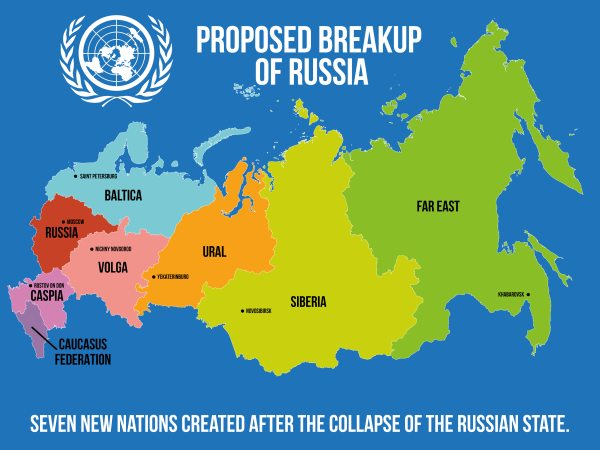 PROPOSED BREAKUP
OF RUSSIA
SAINT PETERSBURG
BALTICA
MOSCOW
RUSSIA
FAR EAST
NICHNY NOVGOROD
VOLGA
URAL
YEKATERINBURG
ROSTOV ON DON
CASPIA
SIBERIA
KHABAROVSK
NOVOSIBIRSK
CAUCASUS
FEDERATION
SEVEN NEW NATIONS CREATED AFTER THE COLLAPSE OF THE RUSSIAN STATE.